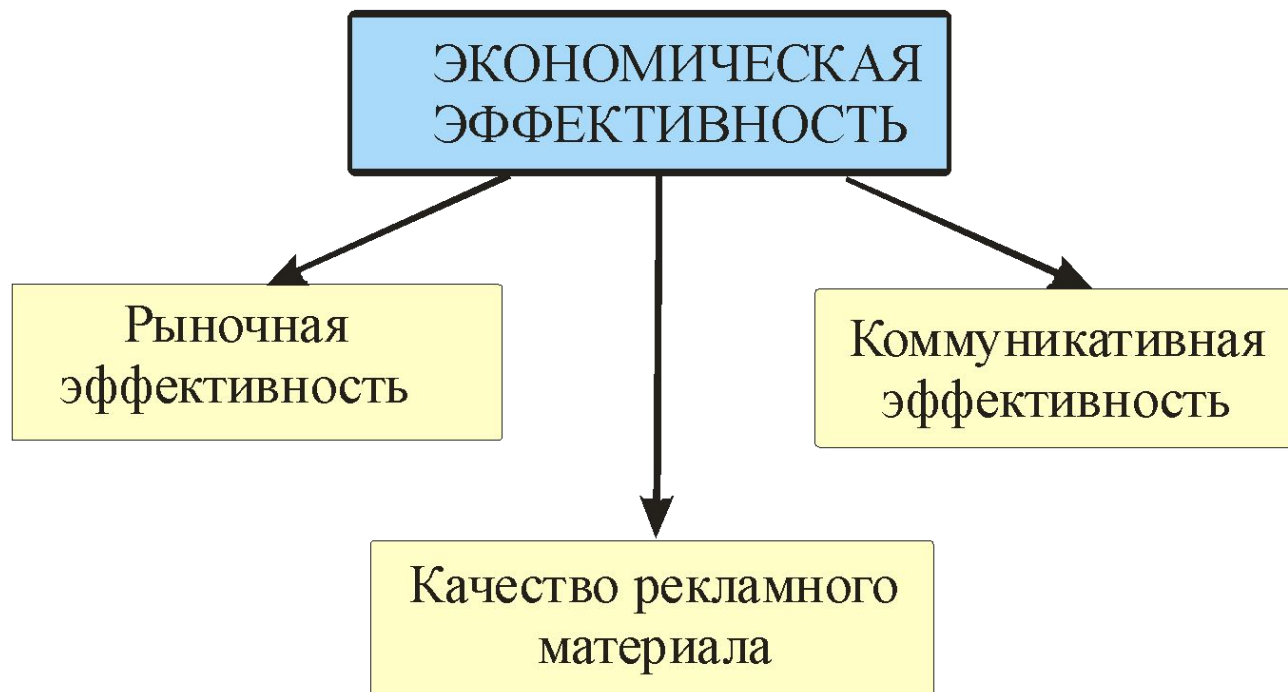 ЭКОНОМИЧЕСКАЯ
ЭФФЕКТИВНОСТЬ
Рыночная
эффективность
Коммуникативная
эффективность
Качество рекламного
материала